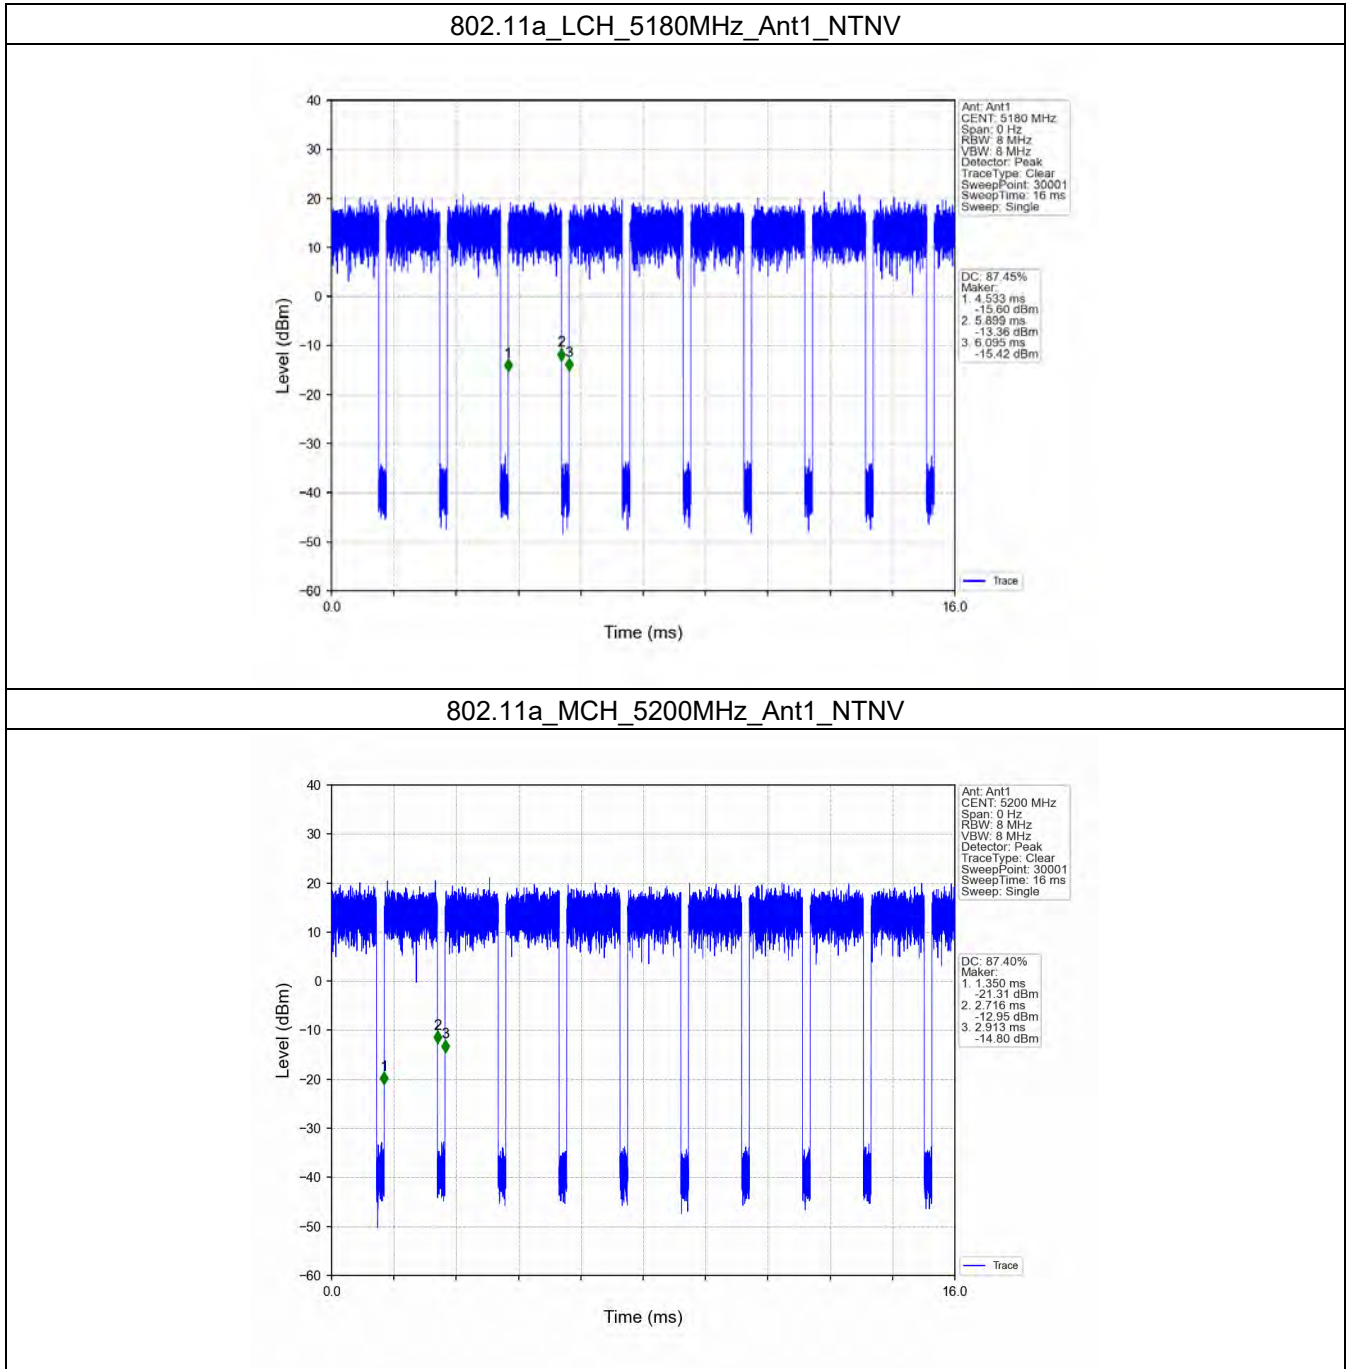 802.11a_LCH_5180MHz_Ant1_NTNV
40
30
20
10
0
−10
−20
−30
−40
−50
−60
Level (dBm)
0.0
16.0
Time (ms)
1
2
3
Ant: Ant1
CENT: 5180 MHz
Span: 0 Hz
RBW: 8 MHz
VBW: 8 MHz
Detector: Peak
TraceType: Clear
SweepPoint: 30001
SweepTime: 16 ms
Sweep: Single
DC: 87.45%
Maker:
1. 4.533 ms
-15.60 dBm
2. 5.899 ms
-13.36 dBm
3. 6.095 ms
-15.42 dBm
Trace
802.11a_MCH_5200MHz_Ant1_NTNV
40
30
20
10
0
−10
−20
−30
−40
−50
−60
Level (dBm)
0.0
16.0
Time (ms)
1
2
3
Ant: Ant1
CENT: 5200 MHz
Span: 0 Hz
RBW: 8 MHz
VBW: 8 MHz
Detector: Peak
TraceType: Clear
SweepPoint: 30001
SweepTime: 16 ms
Sweep: Single
DC: 87.40%
Maker:
1. 1.350 ms
-21.31 dBm
2. 2.716 ms
-12.95 dBm
3. 2.913 ms
-14.80 dBm
Trace